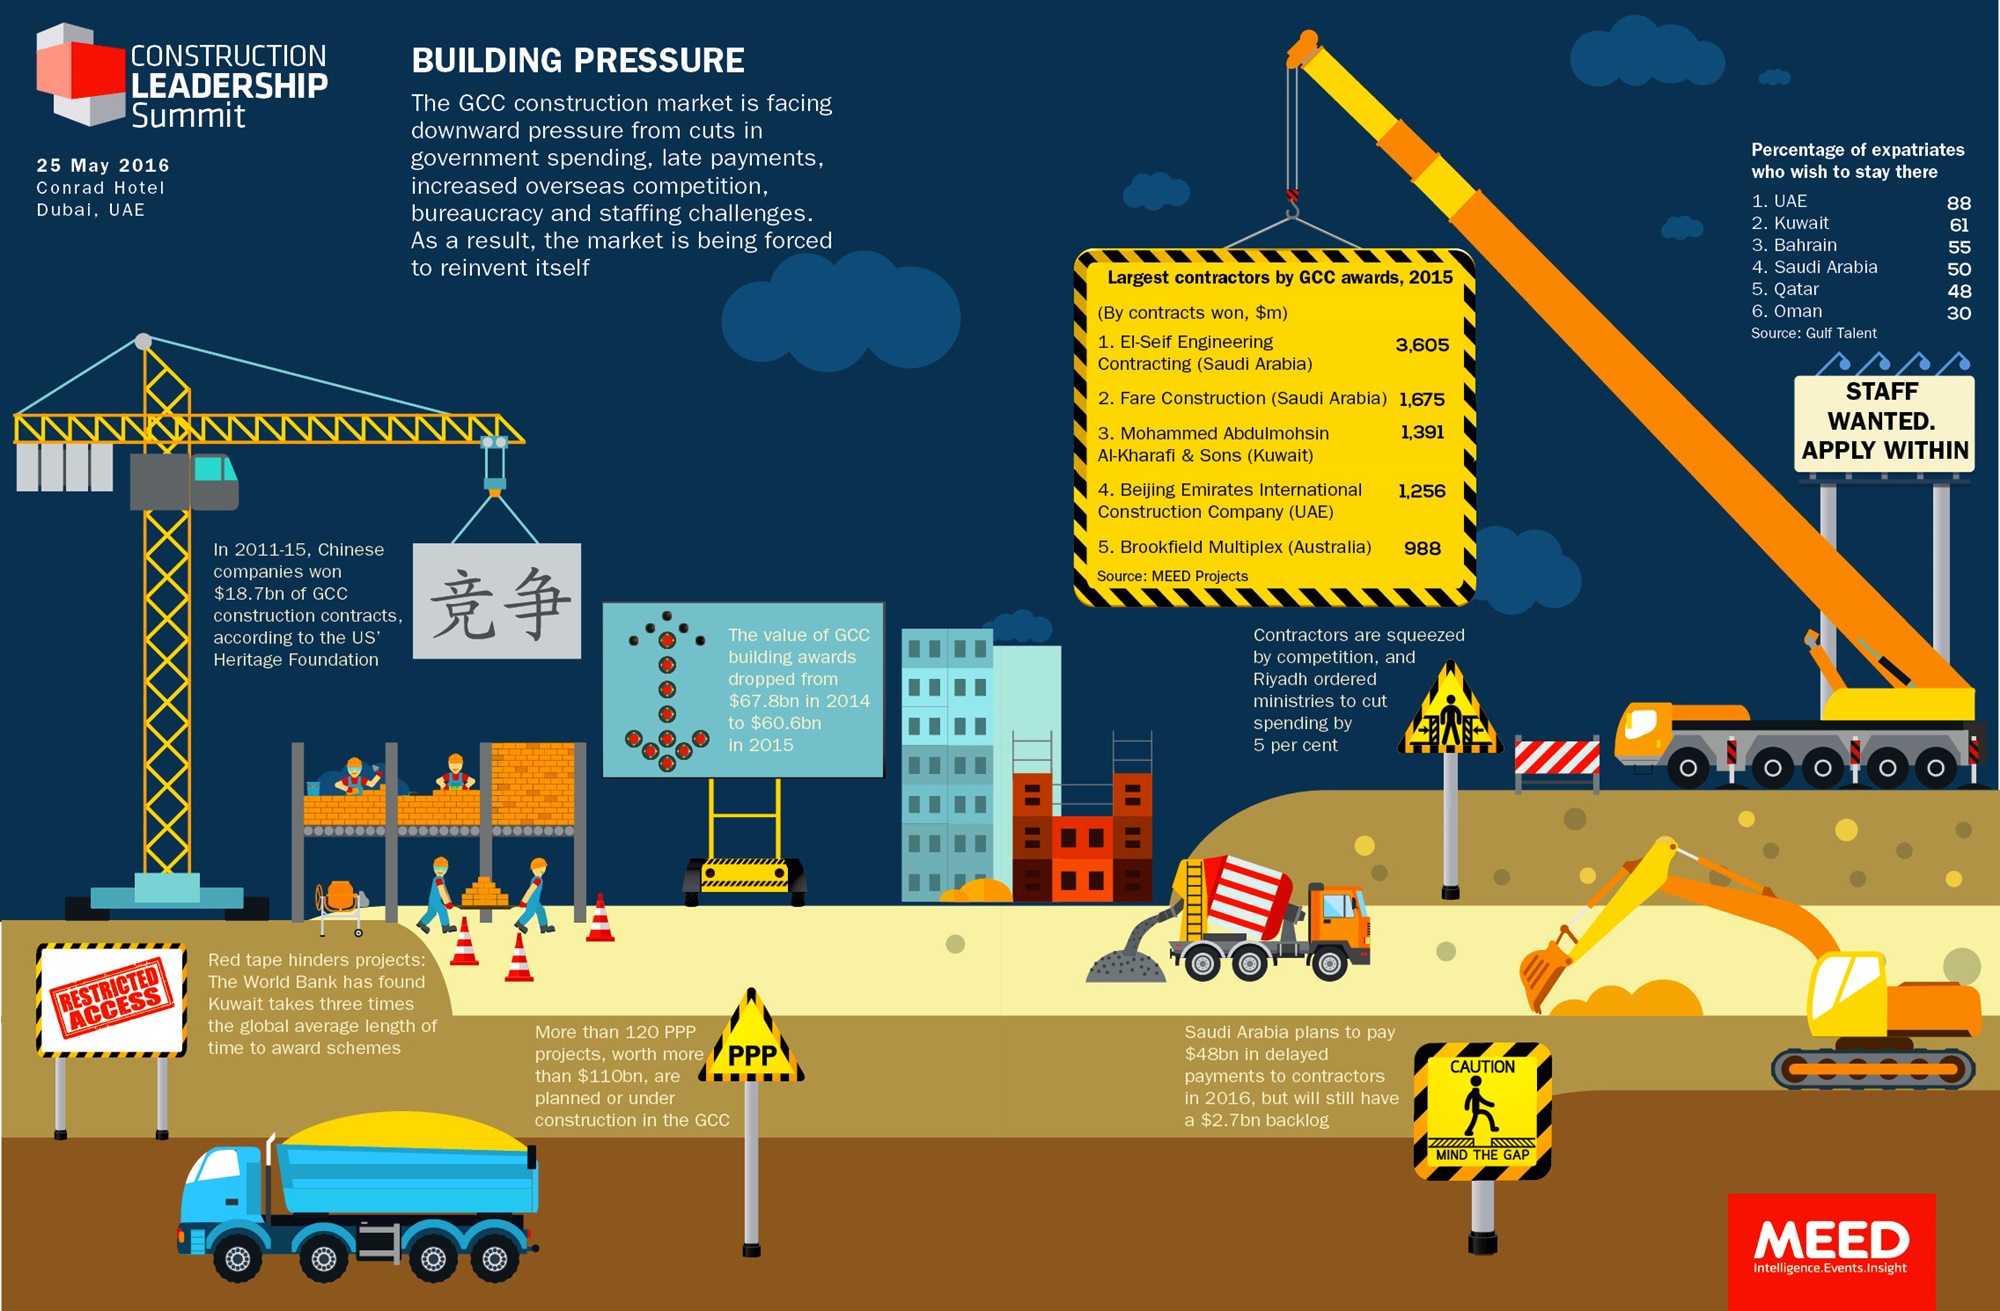 CONSTRUCTION
LEADERSHIP
Summit
25 May 2016
Conrad Hotel
Dubai, UAE
BUILDING PRESSURE
The GCC construction market is facing
downward pressure from cuts in
government spending, late payments,
increased overseas competition,
bureaucracy and staffing challenges.
As a result, the market is being forced
to reinvent itself
Percentage of expatriates
who wish to stay there
1. UAE 88
2. Kuwait 61
3. Bahrain 55
4. Saudi Arabia 50
5. Qatar 48
6. Oman 30
Source: Gulf Talent
STAFF
WANTED.
APPLY WITHIN
Largest contractors by GCC awards, 2015
(By contracts won, $m)
1. El-Seif Engineering 3,605
Contracting (Saudi Arabia)
2. Fare Construction (Saudi Arabia) 1,675
3. Mohammed Abdulmohsin 1,391
Al-Kharafi & Sons (Kuwait)
4. Beijing Emirates International 1,256
Construction Company (UAE)
5. Brookfield Multiplex (Australia) 988
Source: MEED Projects
In 2011-15, Chinese
companies won
$18.7bn of GCC
construction contracts,
according to the US'
Heritage Foundation
竞争
The value of GCC
building awards
dropped from
$67.8bn in 2014
to $60.6bn
in 2015
Contractors are squeezed
by competition, and
Riyadh ordered
ministries to cut
spending by
5 per cent
RESTRICTED
ACCESS
Red tape hinders projects:
The World Bank has found
Kuwait takes three times
the global average length of
time to award schemes
More than 120 PPP
projects, worth more
than $110bn, are
planned or under
construction in the GCC
PPP
Saudi Arabia plans to pay
$48bn in delayed
payments to contractors
in 2016, but will still have
a $2.7bn backlog
CAUTION
MIND THE GAP
MEED
Intelligence.Events.Insight